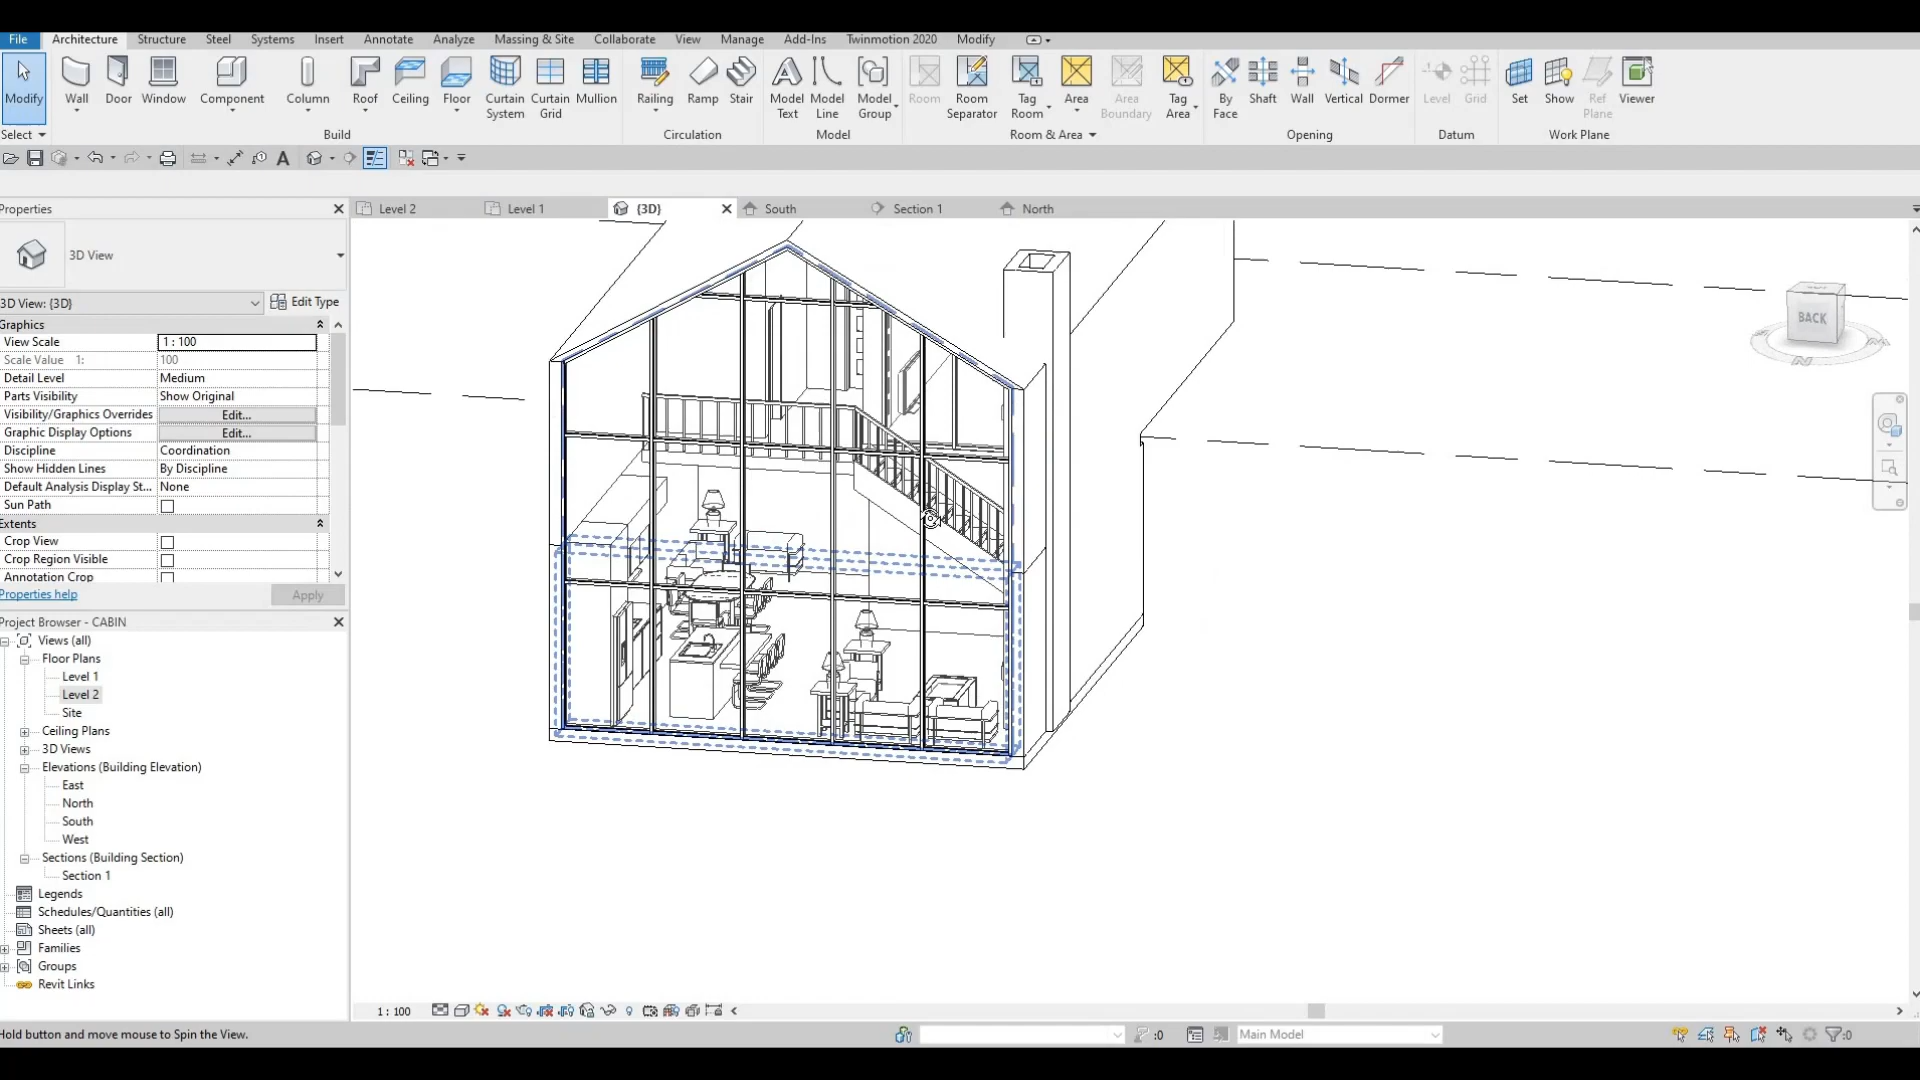 File Architecture Structure Steel Systems Insert Annotate Analyze Massing & Site Collaborate View Manage Add-Ins Twinmotion 2020 Modify
Modify Wall Door Window Component Column Roof Ceiling Floor Curtain System Curtain Grid Mullion Railing Ramp Stair Model Text Model Line Model Group Room Room Separator Tag Room Area Area Boundary Tag Area By Face Shaft Wall Vertical Dormer Level Grid Set Show Ref Plane Viewer
Select Build Circulation Model Room & Area Opening Datum Work Plane
Properties
Level 2 Level 1 {3D} South Section 1 North
3D View
3D View: {3D} Edit Type
Graphics
View Scale 1 : 100
Scale Value 1: 100
Detail Level Medium
Parts Visibility Show Original
Visibility/Graphics Overrides Edit...
Graphic Display Options Edit...
Discipline Coordination
Show Hidden Lines By Discipline
Default Analysis Display St... None
Sun Path
Extents
Crop View
Crop Region Visible
Annotation Crop
Properties help Apply
Project Browser - CABIN
Views (all)
Floor Plans
Level 1
Level 2
Site
Ceiling Plans
3D Views
Elevations (Building Elevation)
East
North
South
West
Sections (Building Section)
Section 1
Legends
Schedules/Quantities (all)
Sheets (all)
Families
Groups
Revit Links
BACK
N
1 : 100
Hold button and move mouse to Spin the View.
:0
Main Model
:0